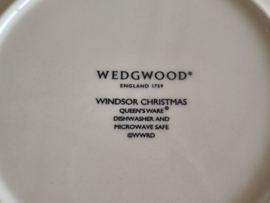 WEDGWOOD®
ENGLAND 1759
WINDSOR CHRISTMAS
QUEEN'S WARE®
DISHWASHER AND
MICROWAVE SAFE
©WWRD